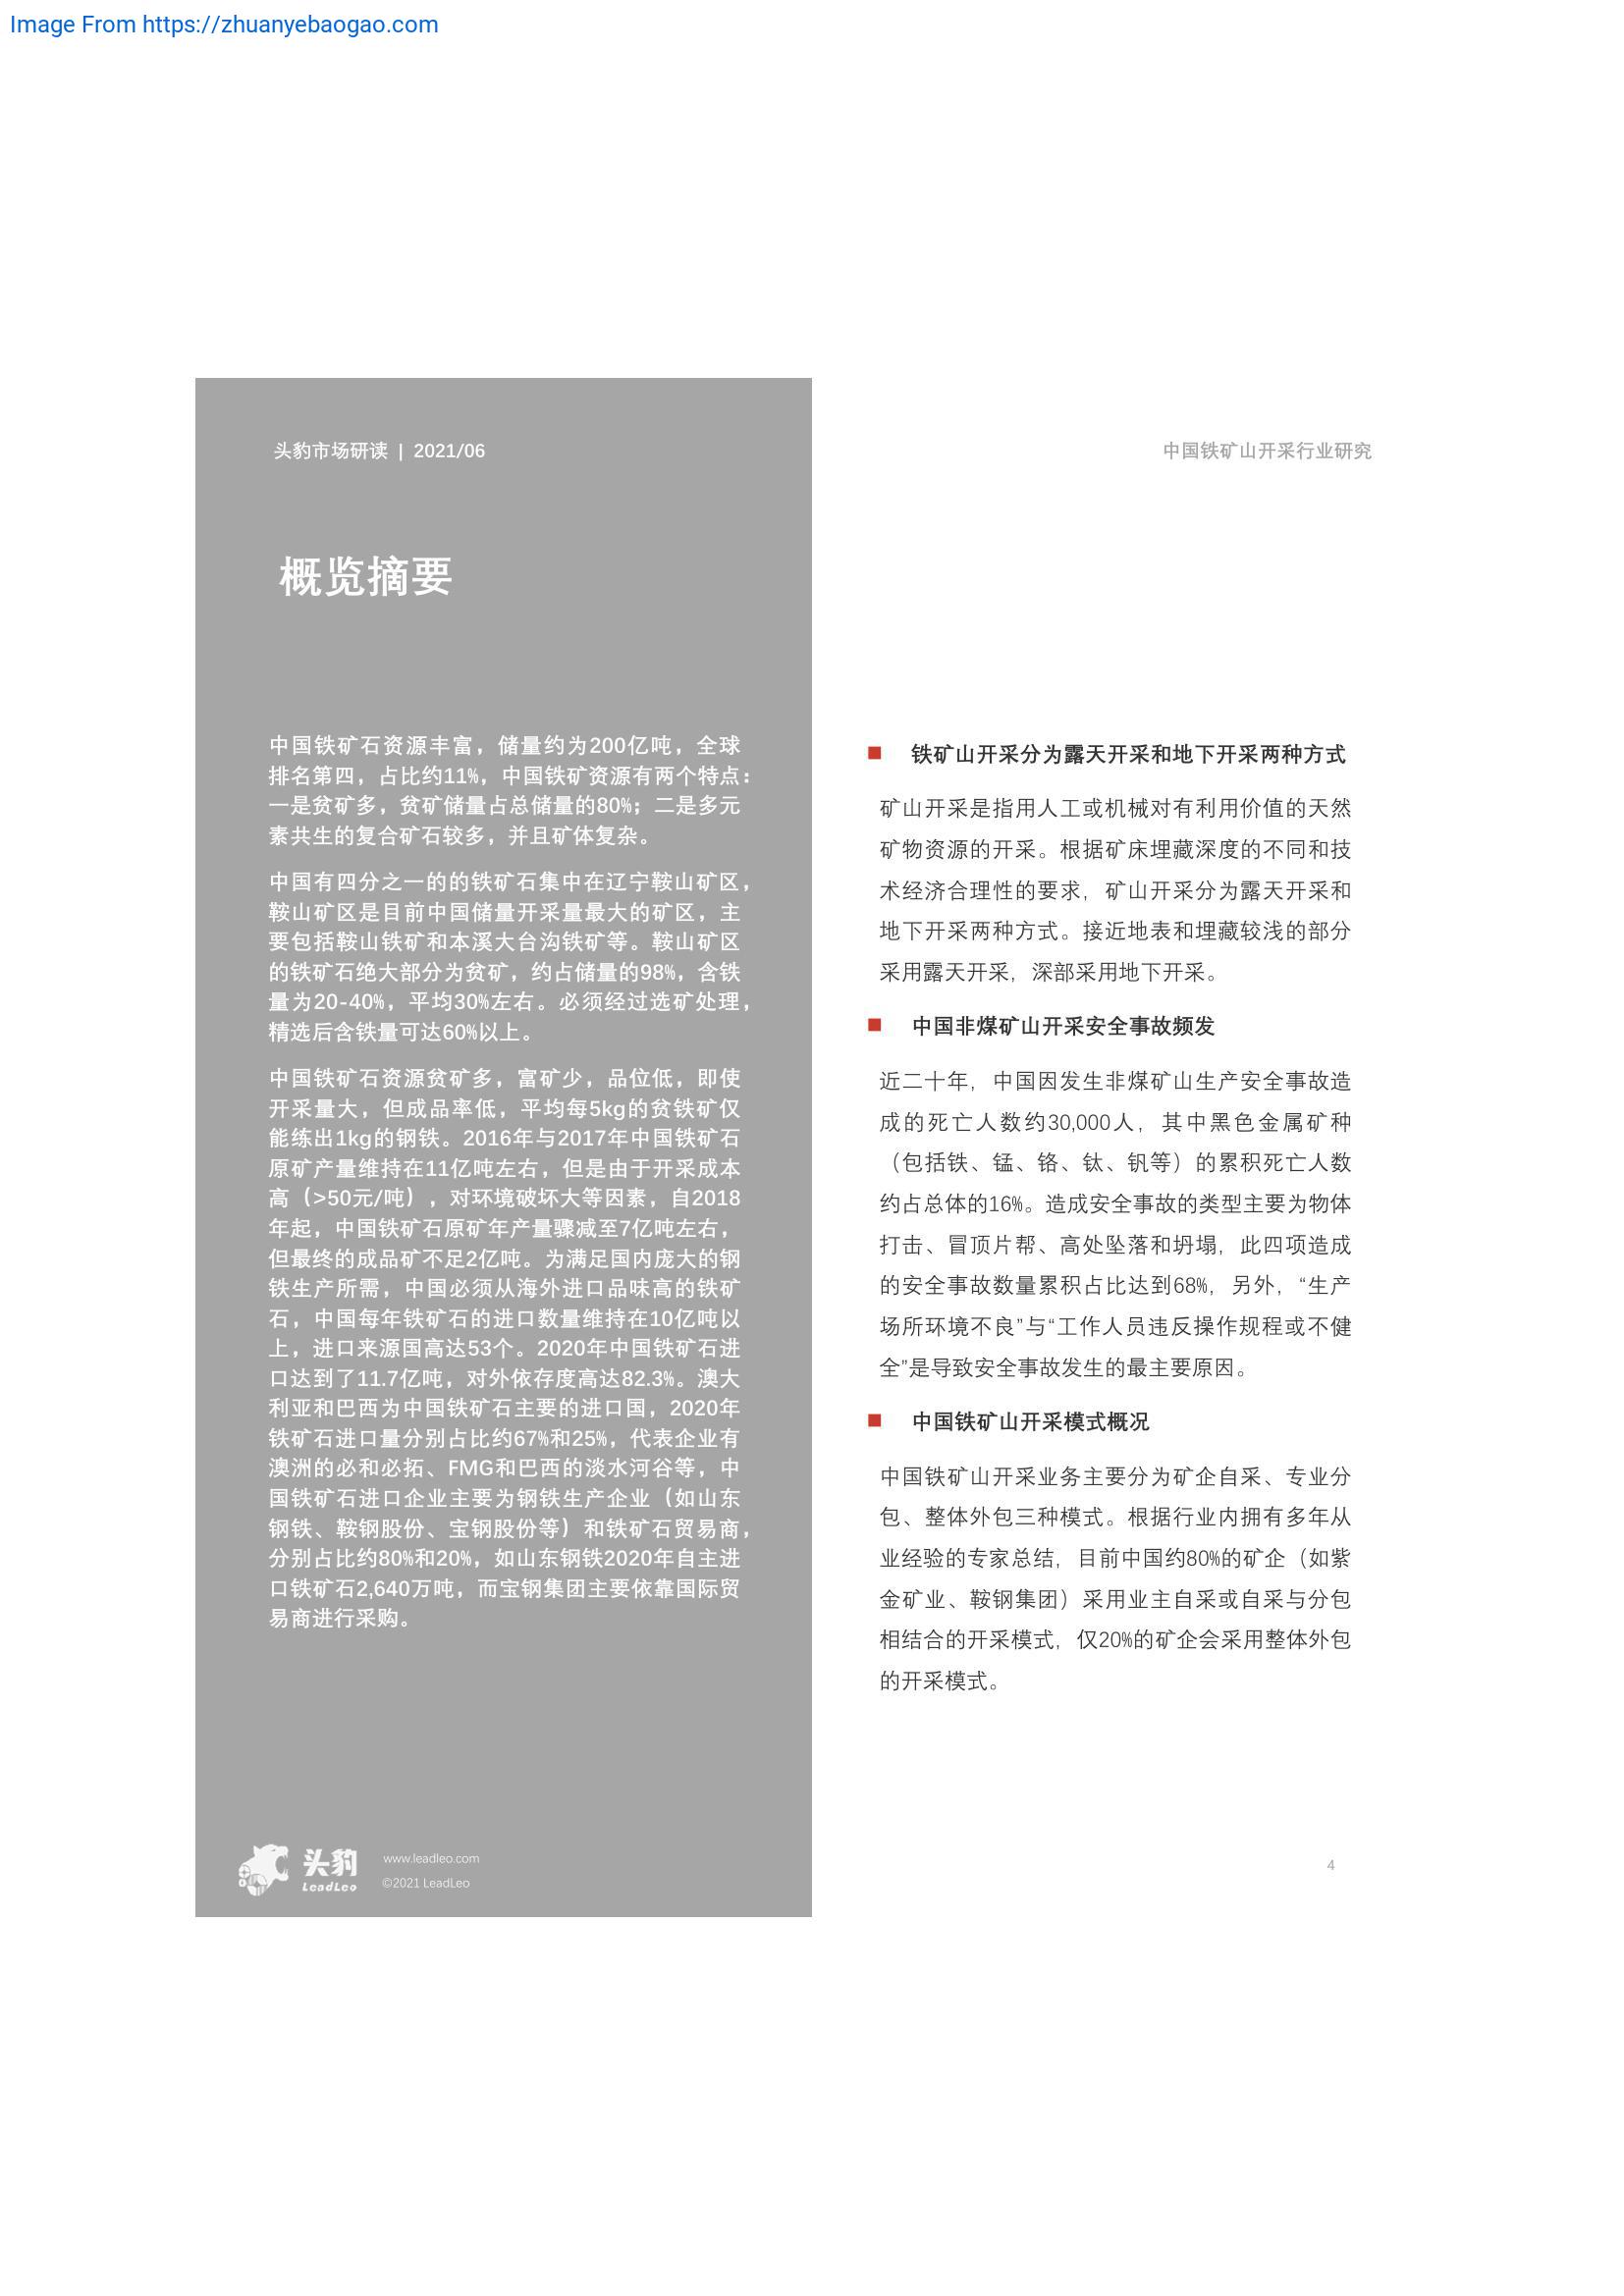 Image From https://zhuanyebaogao.com
头豹市场研读 | 2021/06
中国铁矿山开采行业研究
概览摘要
中国铁矿石资源丰富，储量约为200亿吨，全球
排名第四，占比约11%，中国铁矿资源有两个特点：
一是贫矿多，贫矿储量占总储量的80%；二是多元
素共生的复合矿石较多，并且矿体复杂。
中国有四分之一的的铁矿石集中在辽宁鞍山矿区，
鞍山矿区是目前中国储量开采量最大的矿区，主
要包括鞍山铁矿和本溪大台沟铁矿等。鞍山矿区
的铁矿石绝大部分为贫矿，约占储量的98%，含铁
量为20-40%，平均30%左右。必须经过选矿处理，
精选后含铁量可达60%以上。
中国铁矿石资源贫矿多，富矿少，品位低，即使
开采量大，但成品率低，平均每5kg的贫铁矿仅
能练出1kg的钢铁。2016年与2017年中国铁矿石
原矿产量维持在11亿吨左右，但是由于开采成本
高（>50元/吨），对环境破坏大等因素，自2018
年起，中国铁矿石原矿年产量骤减至7亿吨左右，
但最终的成品矿不足2亿吨。为满足国内庞大的钢
铁生产所需，中国必须从海外进口品味高的铁矿
石，中国每年铁矿石的进口数量维持在10亿吨以
上，进口来源国高达53个。2020年中国铁矿石进
口达到了11.7亿吨，对外依存度高达82.3%。澳大
利亚和巴西为中国铁矿石主要的进口国，2020年
铁矿石进口量分别占比约67%和25%，代表企业有
澳洲的必和必拓、FMG和巴西的淡水河谷等，中
国铁矿石进口企业主要为钢铁生产企业（如山东
钢铁、鞍钢股份、宝钢股份等）和铁矿石贸易商，
分别占比约80%和20%，如山东钢铁2020年自主进
口铁矿石2,640万吨，而宝钢集团主要依靠国际贸
易商进行采购。
铁矿山开采分为露天开采和地下开采两种方式
矿山开采是指用人工或机械对有利用价值的天然
矿物资源的开采。根据矿床埋藏深度的不同和技
术经济合理性的要求，矿山开采分为露天开采和
地下开采两种方式。接近地表和埋藏较浅的部分
采用露天开采，深部采用地下开采。
中国非煤矿山开采安全事故频发
近二十年，中国因发生非煤矿山生产安全事故造
成的死亡人数约30,000人，其中黑色金属矿种
（包括铁、锰、铬、钛、钒等）的累积死亡人数
约占总体的16%。造成安全事故的类型主要为物体
打击、冒顶片帮、高处坠落和坍塌，此四项造成
的安全事故数量累积占比达到68%，另外，“生产
场所环境不良”与“工作人员违反操作规程或不健
全”是导致安全事故发生的最主要原因。
中国铁矿山开采模式概况
中国铁矿山开采业务主要分为矿企自采、专业分
包、整体外包三种模式。根据行业内拥有多年从
业经验的专家总结，目前中国约80%的矿企（如紫
金矿业、鞍钢集团）采用业主自采或自采与分包
相结合的开采模式，仅20%的矿企会采用整体外包
的开采模式。
头豹
LeadLeo
www.leadleo.com
©2021 LeadLeo
4